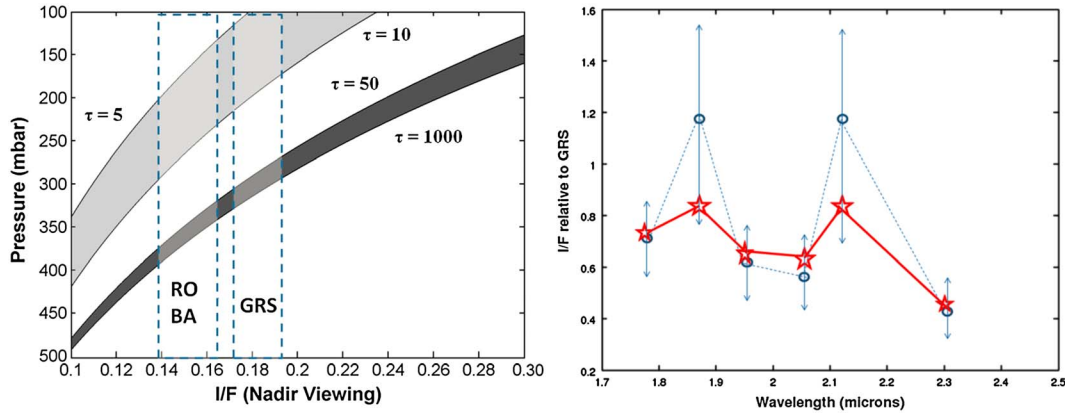 100
150
200
250
300
350
400
450
500
Pressure (mbar)
τ = 5
τ = 10
τ = 50
τ = 1000
RO
BA
GRS
0.1 0.12 0.14 0.16 0.18 0.20 0.22 0.24 0.26 0.28 0.30
I/F (Nadir Viewing)
1.6
1.4
1.2
1
0.8
0.6
0.4
0.2
I/F relative to GRS
1.7 1.8 1.9 2 2.1 2.2 2.3 2.4 2.5
Wavelength (microns)